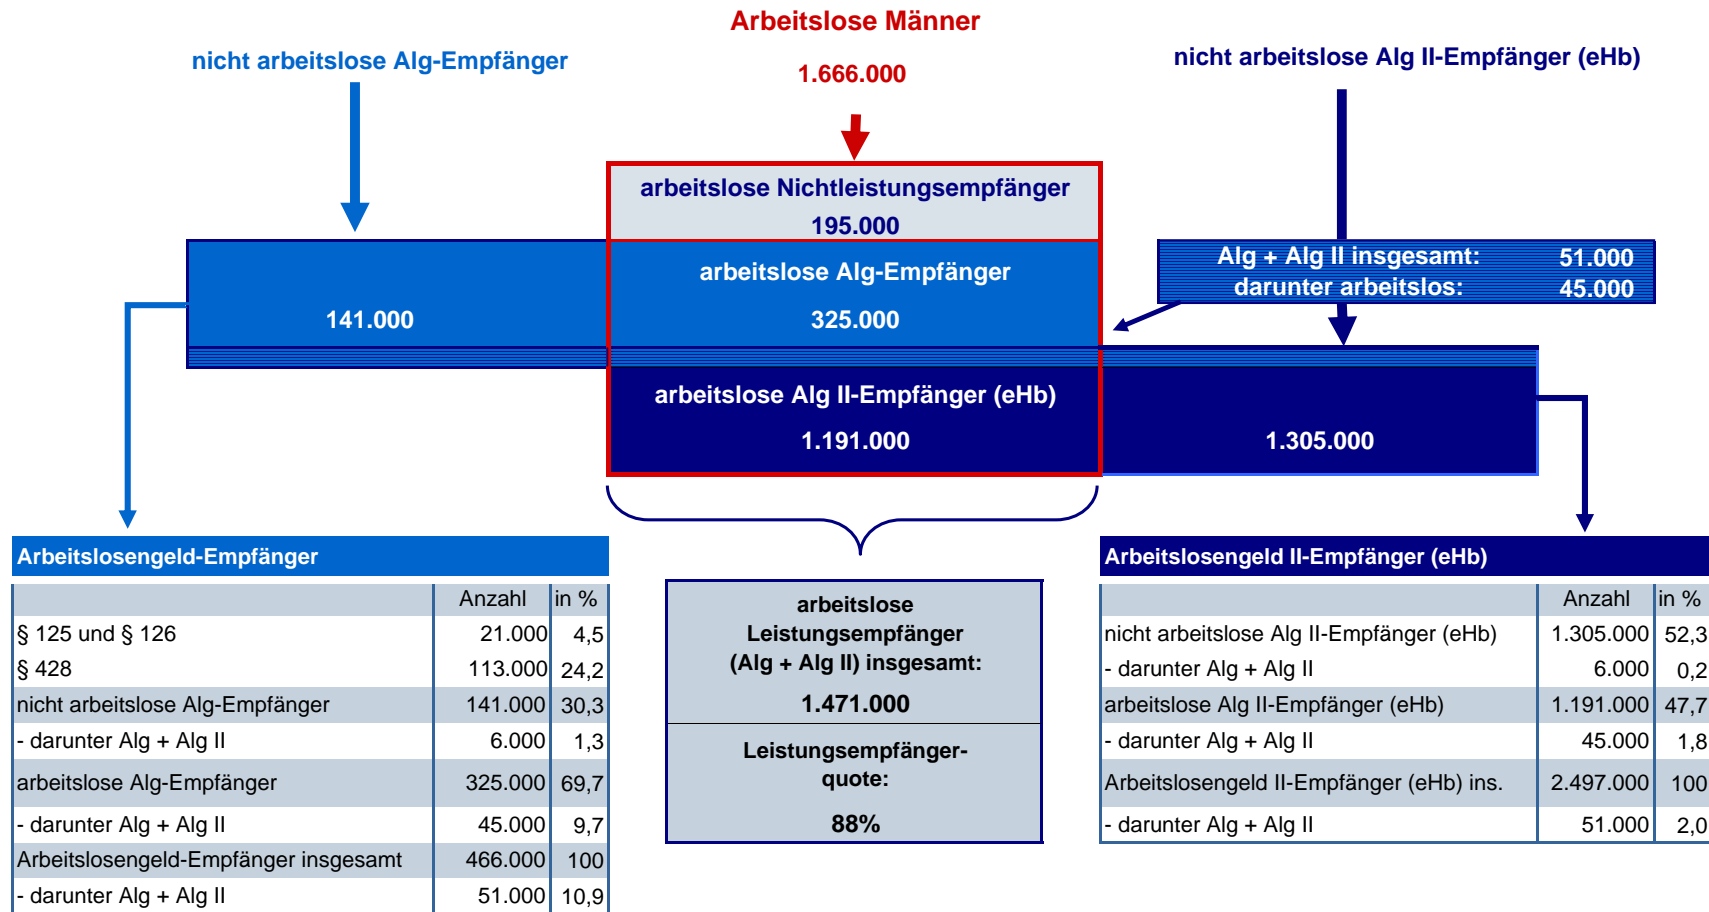 Arbeitslose Männer
1.666.000
nicht arbeitslose Alg-Empfänger
nicht arbeitslose Alg II-Empfänger (eHb)
arbeitslose Nichtleistungsempfänger
195.000
arbeitslose Alg-Empfänger
141.000
325.000
Alg + Alg II insgesamt: 51.000
darunter arbeitslos: 45.000
arbeitslose Alg II-Empfänger (eHb)
1.191.000
1.305.000
Arbeitslosengeld-Empfänger
Anzahl in %
§ 125 und § 126 21.000 4,5
§ 428 113.000 24,2
nicht arbeitslose Alg-Empfänger 141.000 30,3
- darunter Alg + Alg II 6.000 1,3
arbeitslose Alg-Empfänger 325.000 69,7
- darunter Alg + Alg II 45.000 9,7
Arbeitslosengeld-Empfänger insgesamt 466.000 100
- darunter Alg + Alg II 51.000 10,9
arbeitslose
Leistungsempfänger
(Alg + Alg II) insgesamt:
1.471.000
Leistungsempfänger-
quote:
88%
Arbeitslosengeld II-Empfänger (eHb)
Anzahl in %
nicht arbeitslose Alg II-Empfänger (eHb) 1.305.000 52,3
- darunter Alg + Alg II 6.000 0,2
arbeitslose Alg II-Empfänger (eHb) 1.191.000 47,7
- darunter Alg + Alg II 45.000 1,8
Arbeitslosengeld II-Empfänger (eHb) ins. 2.497.000 100
- darunter Alg + Alg II 51.000 2,0